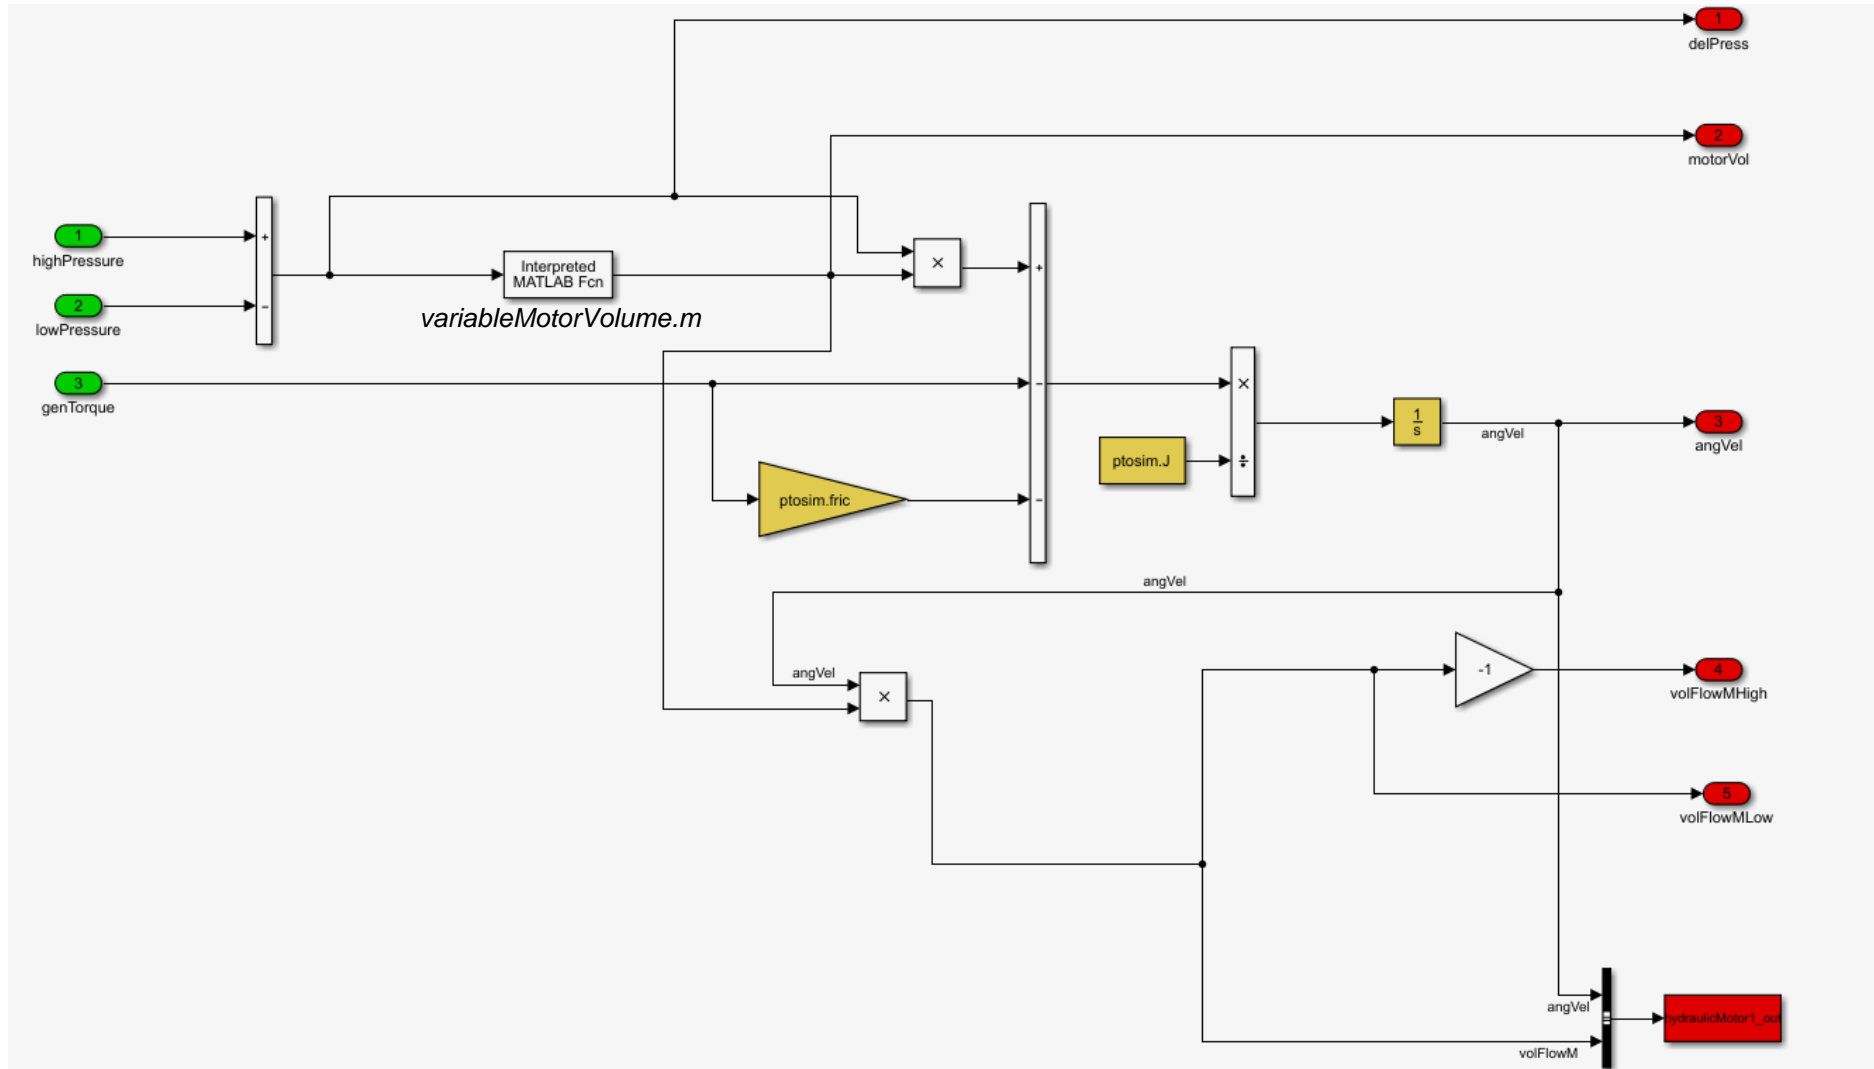 1
delPress
2
motorVol
1
highPressure
+
-
2
lowPressure
Interpreted
MATLAB Fcn
variableMotorVolume.m
×
+
-
-
3
genTorque
ptosim.fric
×
÷
ptosim.J
1
s
angVel
3
angVel
angVel
angVel
×
-1
4
volFlowMHigh
5
volFlowMLow
angVel
volFlowM
hydraulicMotor1_out